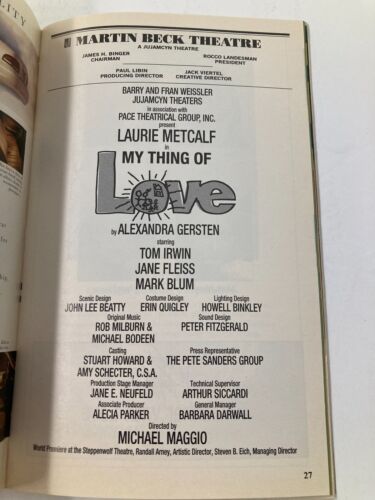 MARTIN BECK THEATRE
A JUJAMCYN THEATRE
JAMES H. BINGER
CHAIRMAN
ROCCO LANDESMAN
PRESIDENT
PAUL LIBIN
PRODUCING DIRECTOR
JACK VIERTEL
CREATIVE DIRECTOR
BARRY AND FRAN WEISSLER
JUJAMCYN THEATERS
in association with
PACE THEATRICAL GROUP, INC.
present
LAURIE METCALF
in
MY THING OF
Love
by ALEXANDRA GERSTEN
starring
TOM IRWIN
JANE FLEISS
MARK BLUM
Scenic Design
JOHN LEE BEATTY
Costume Design
ERIN QUIGLEY
Lighting Design
HOWELL BINKLEY
Original Music
ROB MILBURN &
MICHAEL BODEEN
Sound Design
PETER FITZGERALD
Casting
STUART HOWARD &
AMY SCHECTER, C.S.A.
Press Representative
THE PETE SANDERS GROUP
Production Stage Manager
JANE E. NEUFELD
Technical Supervisor
ARTHUR SICCARDI
Associate Producer
ALECIA PARKER
General Manager
BARBARA DARWALL
Directed by
MICHAEL MAGGIO
World Premiere at the Steppenwolf Theatre, Randall Arney, Artistic Director, Steven B. Eich, Managing Director
27